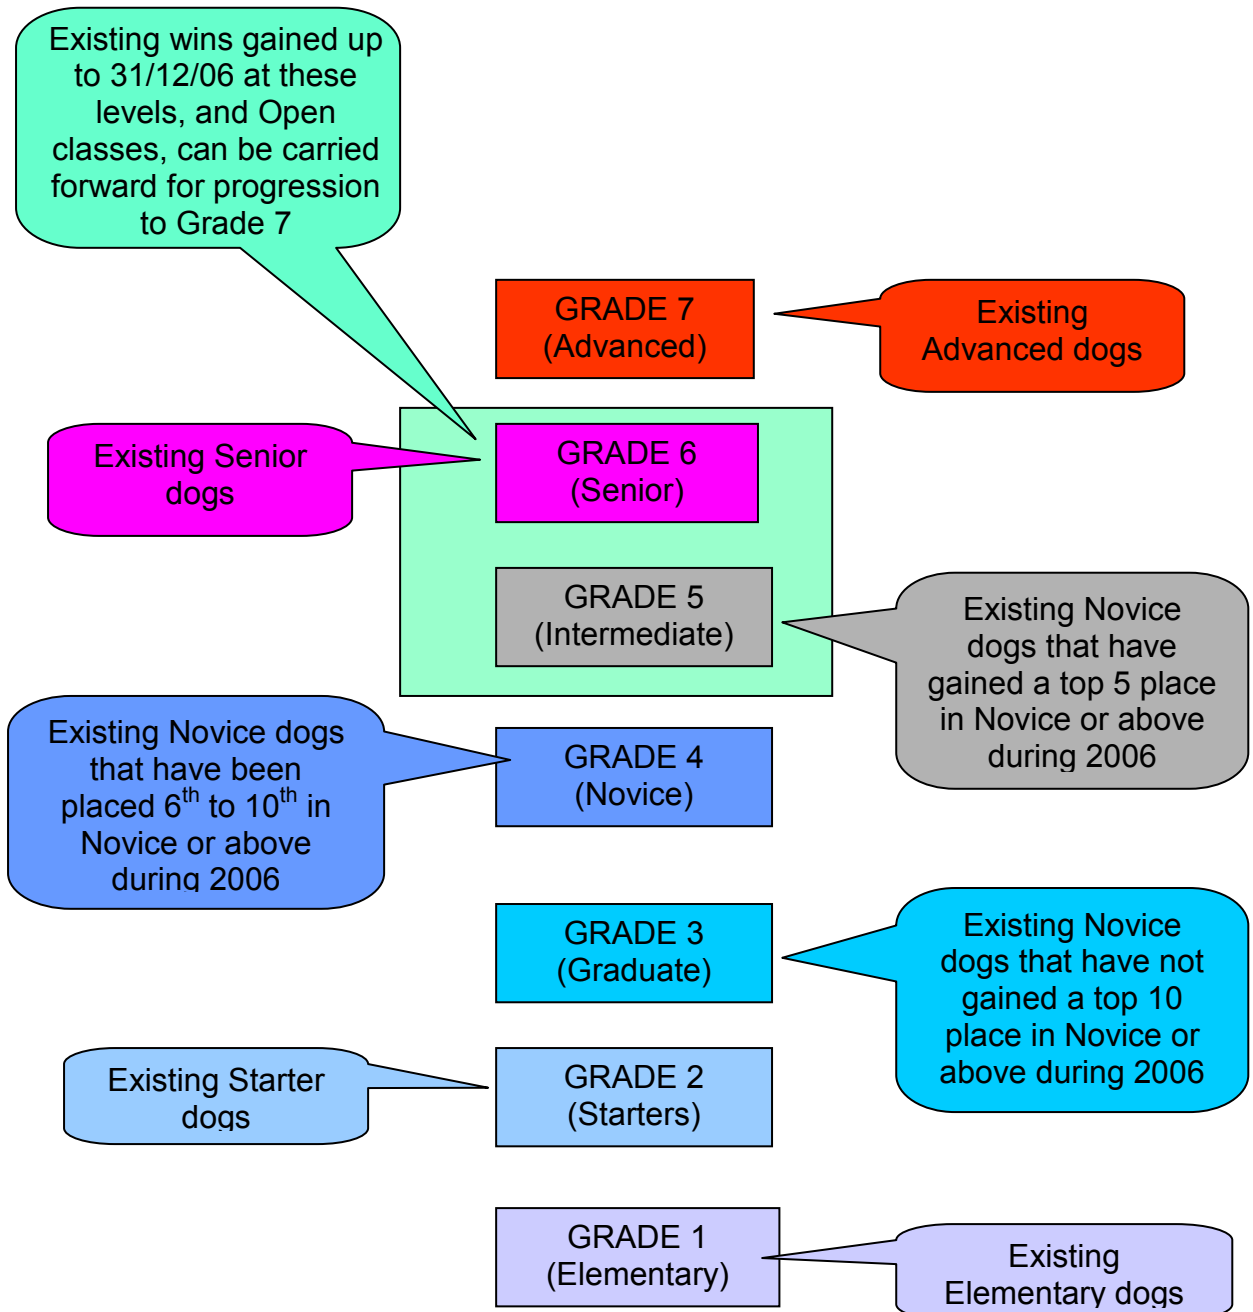 Existing wins gained up
to 31/12/06 at these
levels, and Open
classes, can be carried
forward for progression
to Grade 7
GRADE 7
(Advanced)
Existing
Advanced dogs
Existing Senior
dogs
GRADE 6
(Senior)
GRADE 5
(Intermediate)
Existing Novice
dogs that have
gained a top 5 place
in Novice or above
during 2006
Existing Novice dogs
that have been
placed 6th to 10th in
Novice or above
during 2006
GRADE 4
(Novice)
GRADE 3
(Graduate)
Existing Novice
dogs that have not
gained a top 10
place in Novice or
above during 2006
Existing Starter
dogs
GRADE 2
(Starters)
GRADE 1
(Elementary)
Existing
Elementary dogs